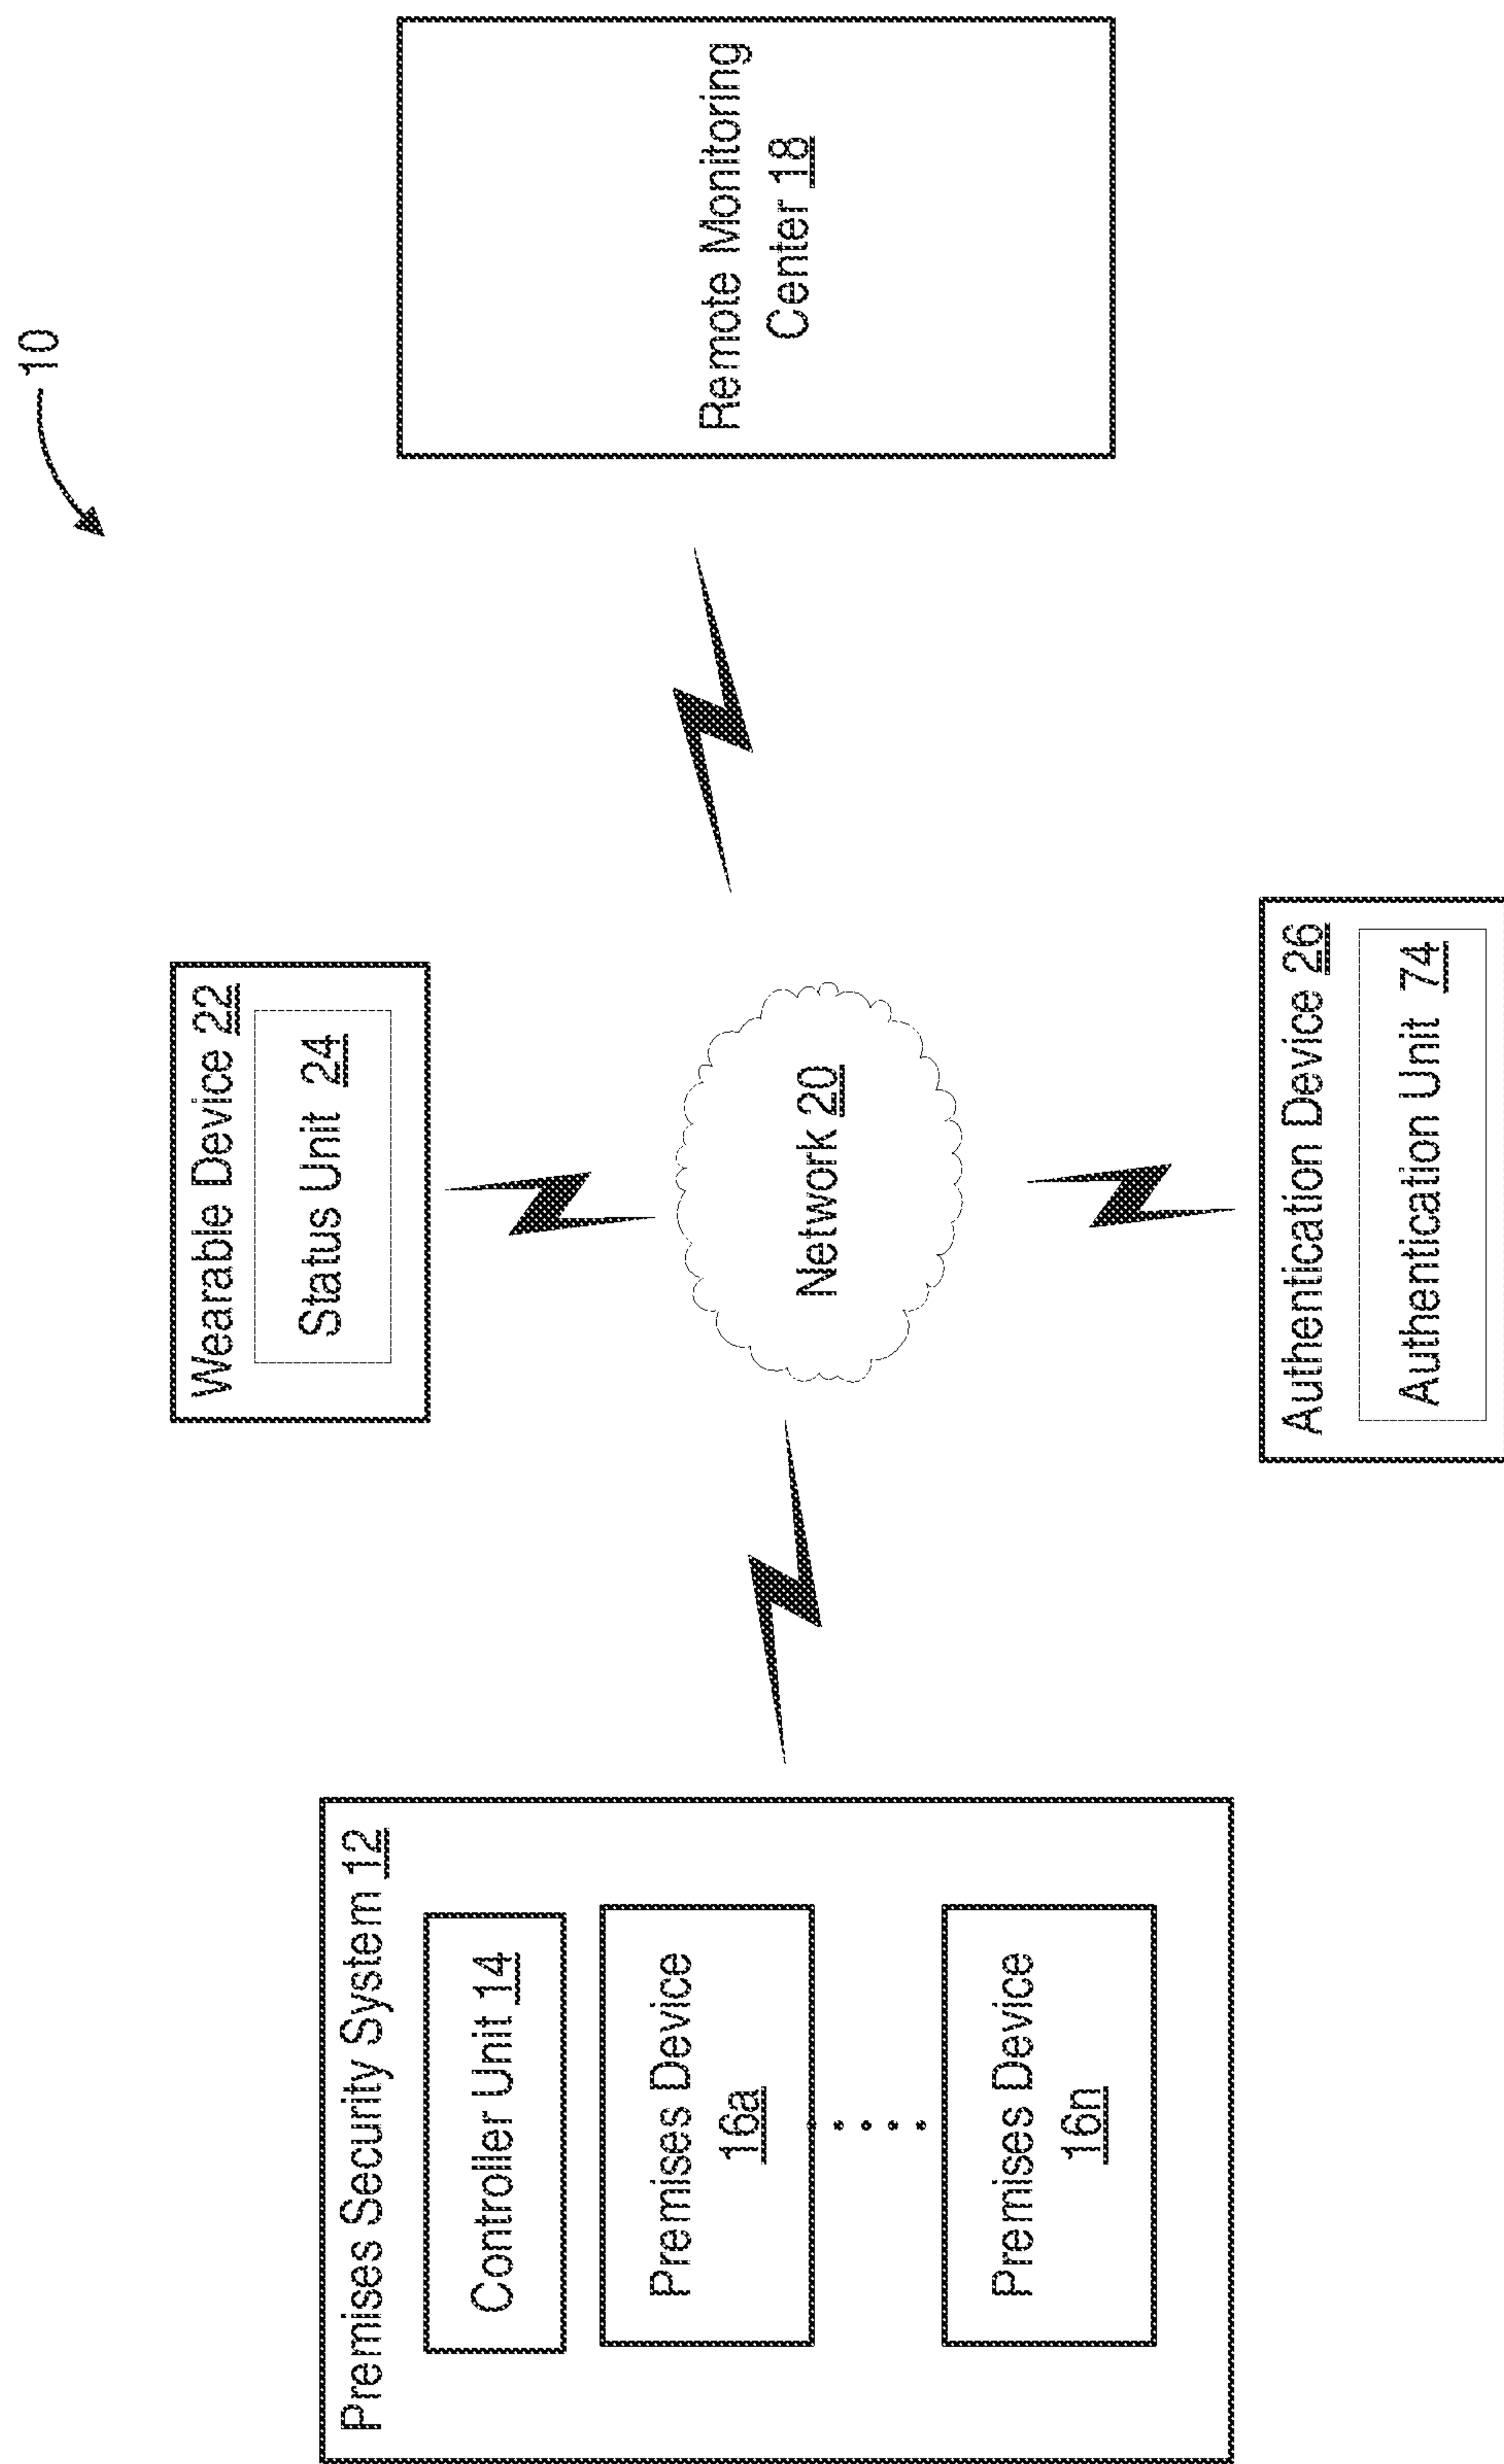 10
Premises Security System 12
Controller Unit 14
Premises Device
16a
Premises Device
16n
Wearable Device 22
Status Unit 24
Network 20
Authentication Device 26
Authentication Unit 74
Remote Monitoring
Center 18